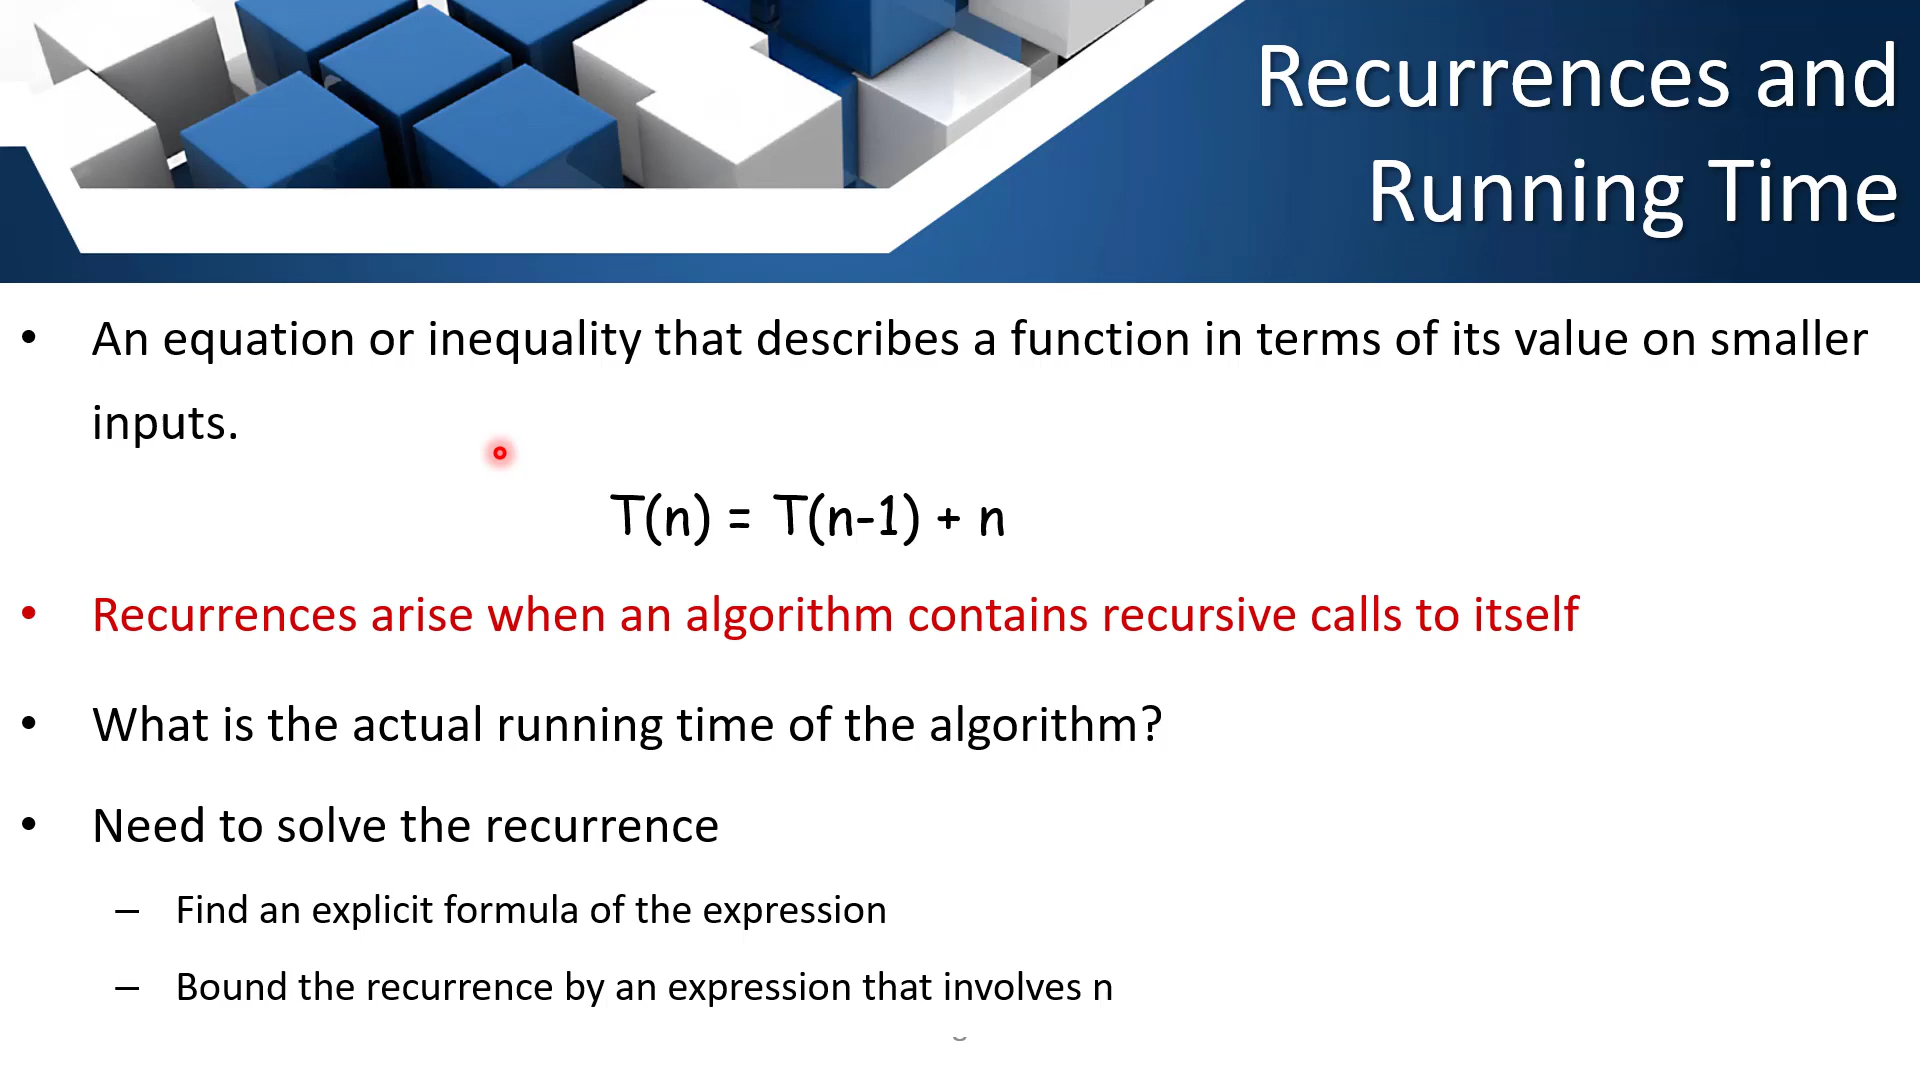 Recurrences and
Running Time
• An equation or inequality that describes a function in terms of its value on smaller
inputs.
T(n) = T(n-1) + n
• Recurrences arise when an algorithm contains recursive calls to itself
• What is the actual running time of the algorithm?
• Need to solve the recurrence
– Find an explicit formula of the expression
– Bound the recurrence by an expression that involves n